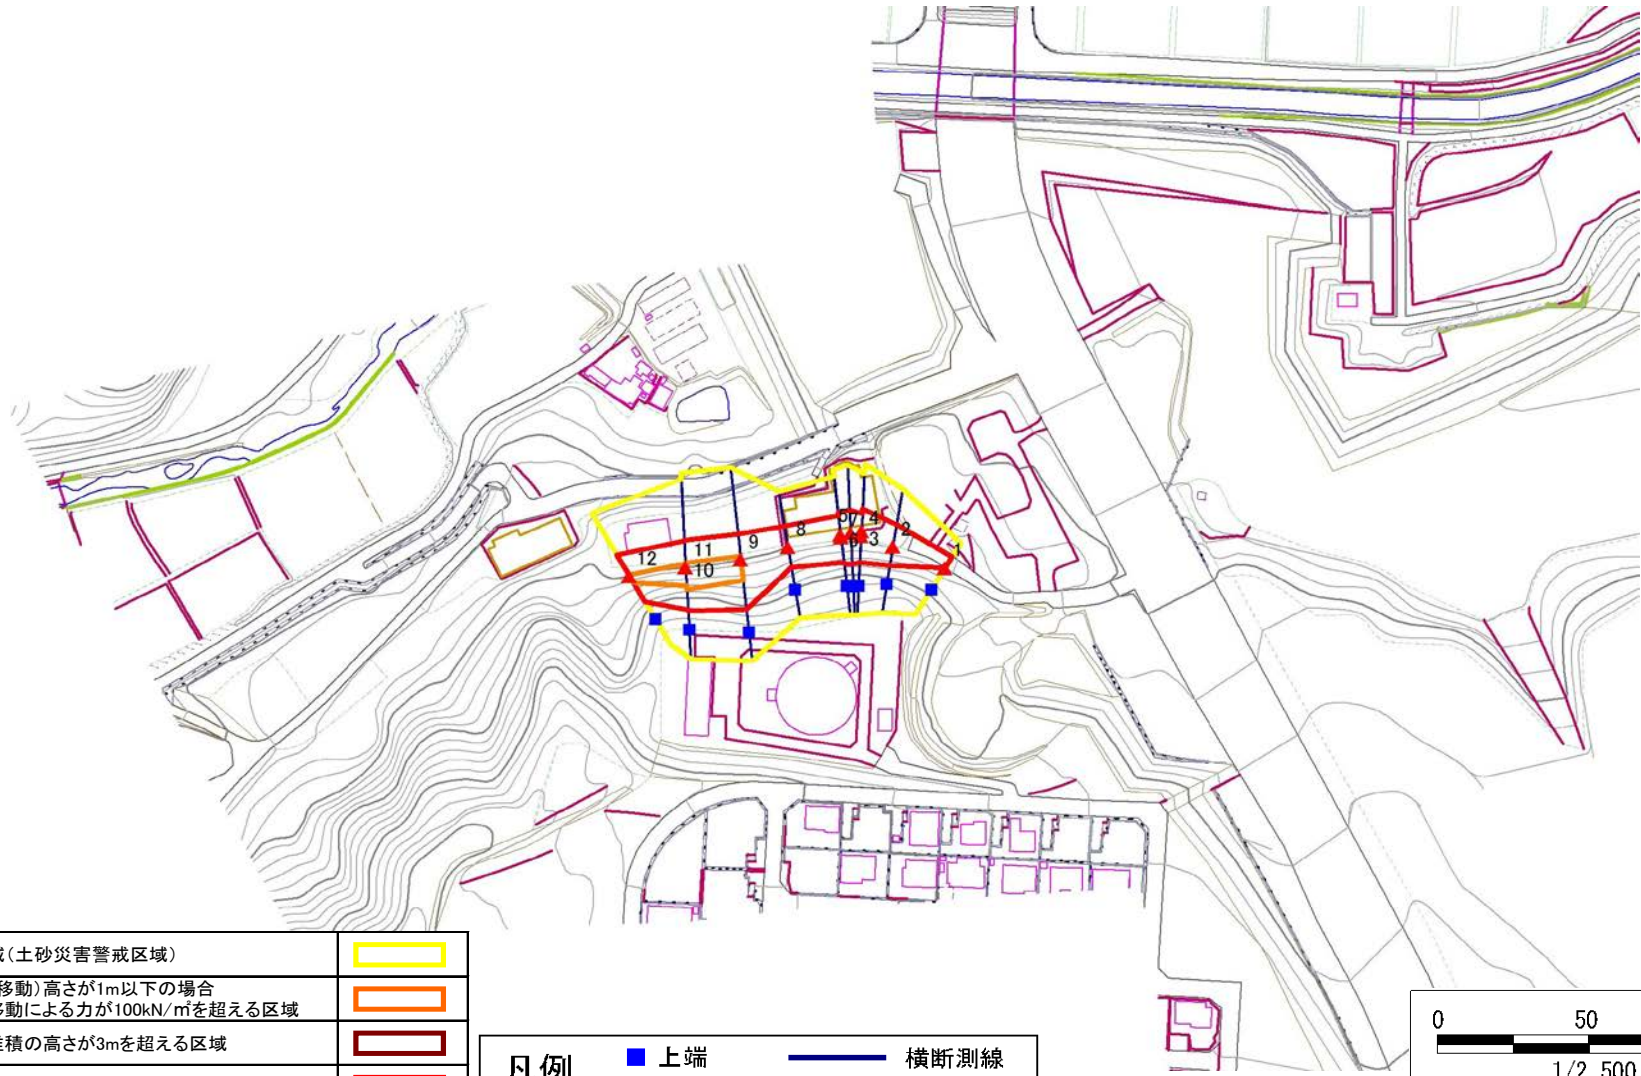 5
7
4
2
1
3
6
8
9
11
12
10
域(土砂災害警戒区域)
移動)高さが1m以下の場合
移動による力が100kN/㎡を超える区域
堆積の高さが3mを超える区域
凡例
上端
横断測線
0 50
1/2,500